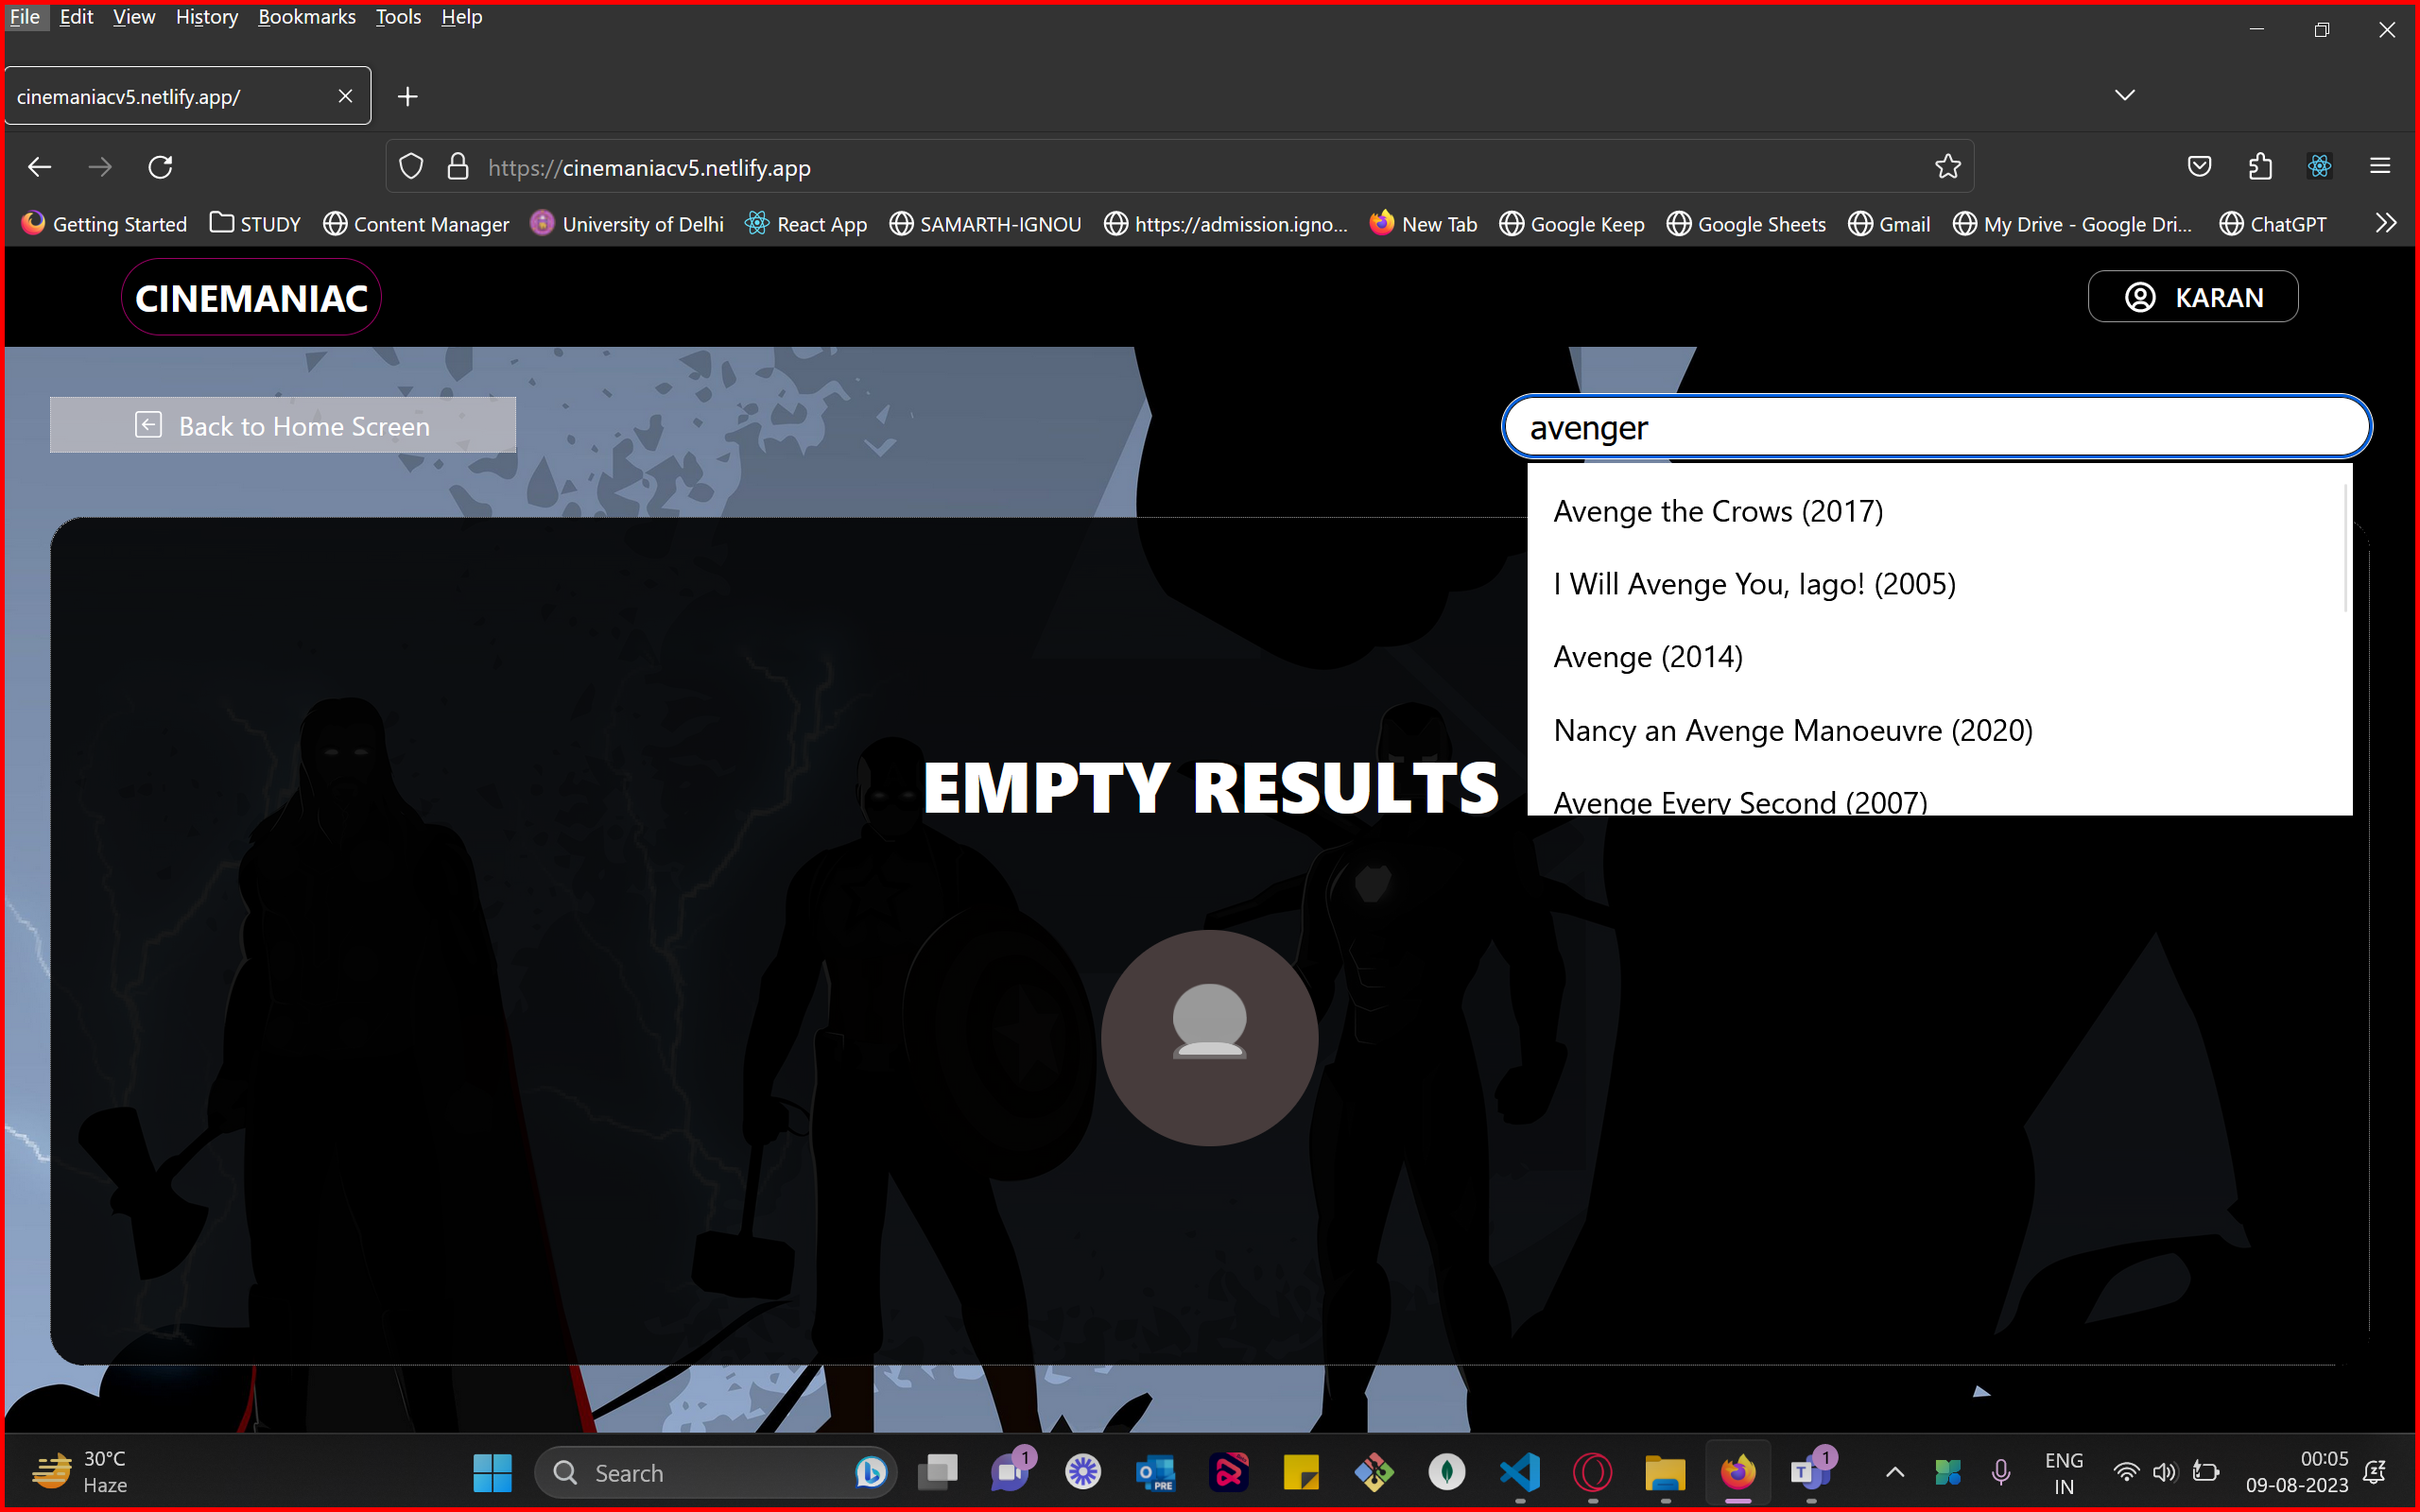 File Edit View History Bookmarks Tools Help
cinemaniacv5.netlify.app/
https://cinemaniacv5.netlify.app
Getting Started STUDY Content Manager University of Delhi React App SAMARTH-IGNOU https://admission.igno... New Tab Google Keep Google Sheets Gmail My Drive - Google Dri... ChatGPT
CINEMANIAC KARAN
Back to Home Screen avenger
Avenge the Crows (2017)
I Will Avenge You, Iago! (2005)
Avenge (2014)
Nancy an Avenge Manoeuvre (2020)
EMPTY RESULTS
Avenge Every Second (2007)
30°C
Haze
Search
1
PRE
T
1
ENG
IN
00:05
09-08-2023